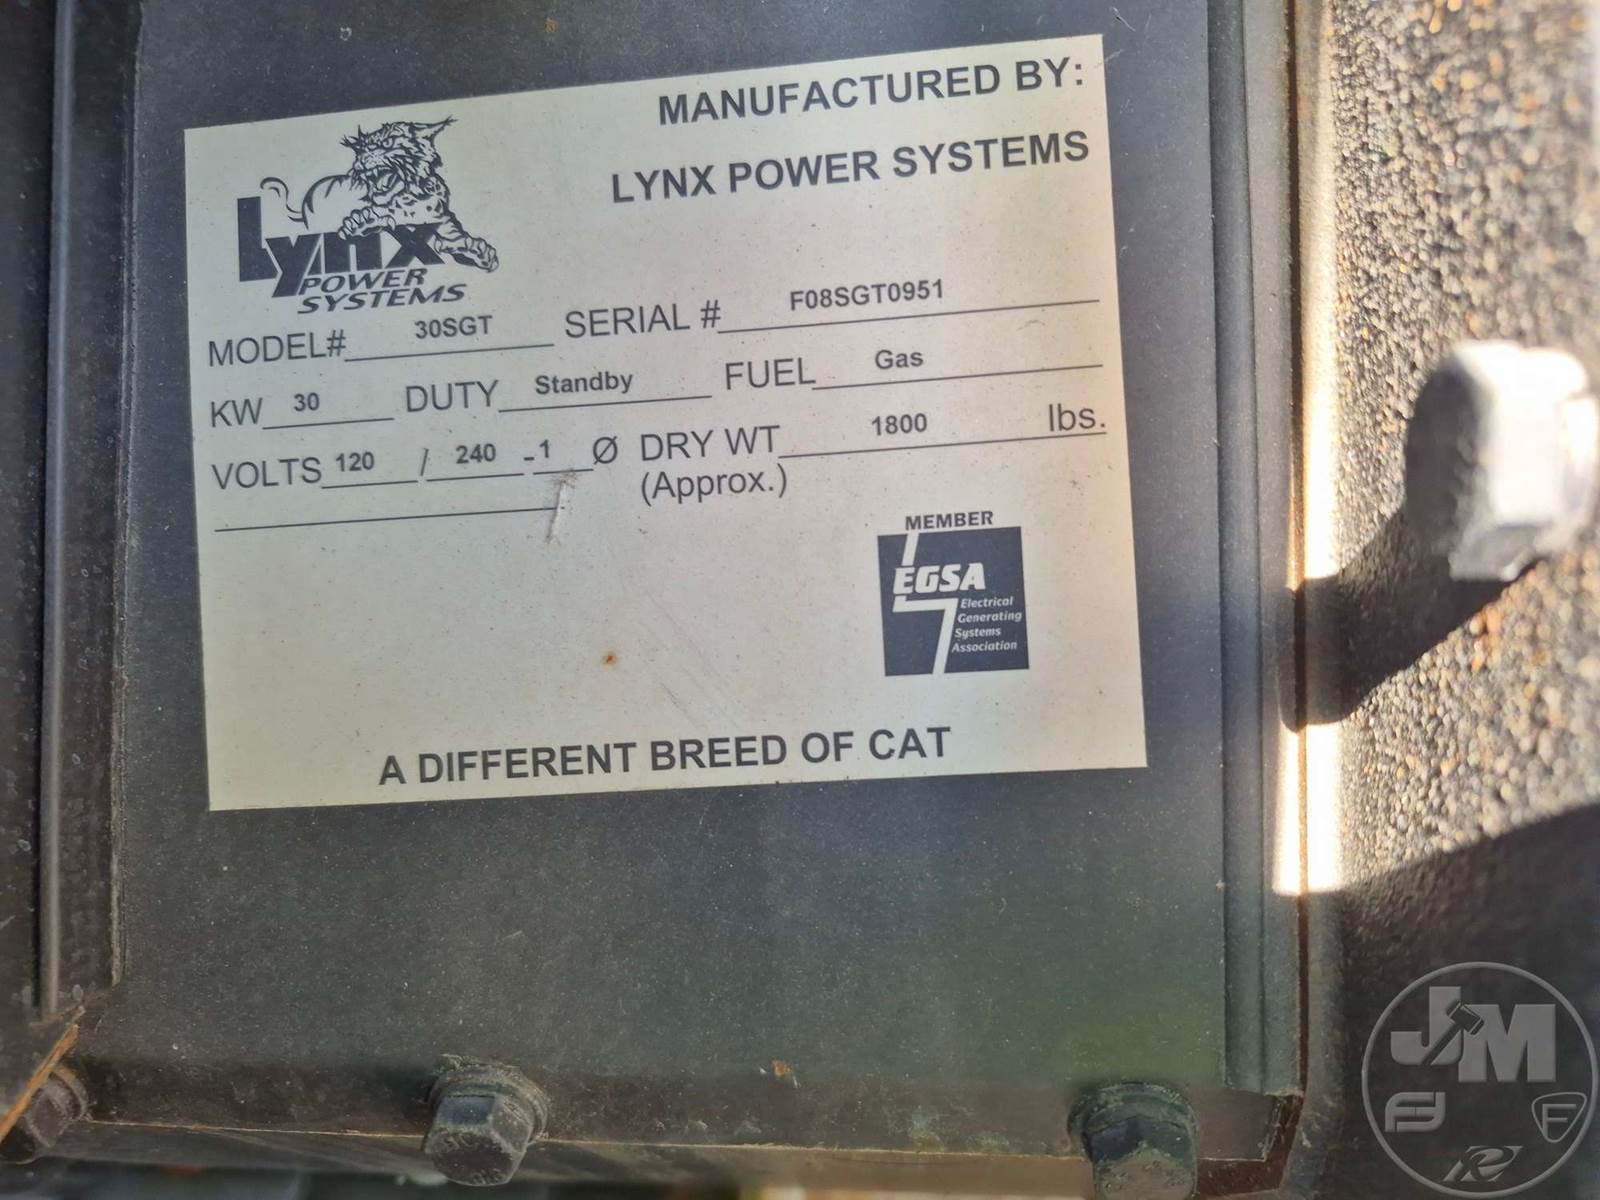 MANUFACTURED BY:
LYNX POWER SYSTEMS
Lynx
POWER
SYSTEMS
MODEL# 30SGT SERIAL # F08SGT0951
KW 30 DUTY Standby FUEL Gas
VOLTS 120 / 240 - 1 Ø DRY WT 1800 lbs.
(Approx.)
MEMBER
EGSA
Electrical
Generating
Systems
Association
A DIFFERENT BREED OF CAT
JM